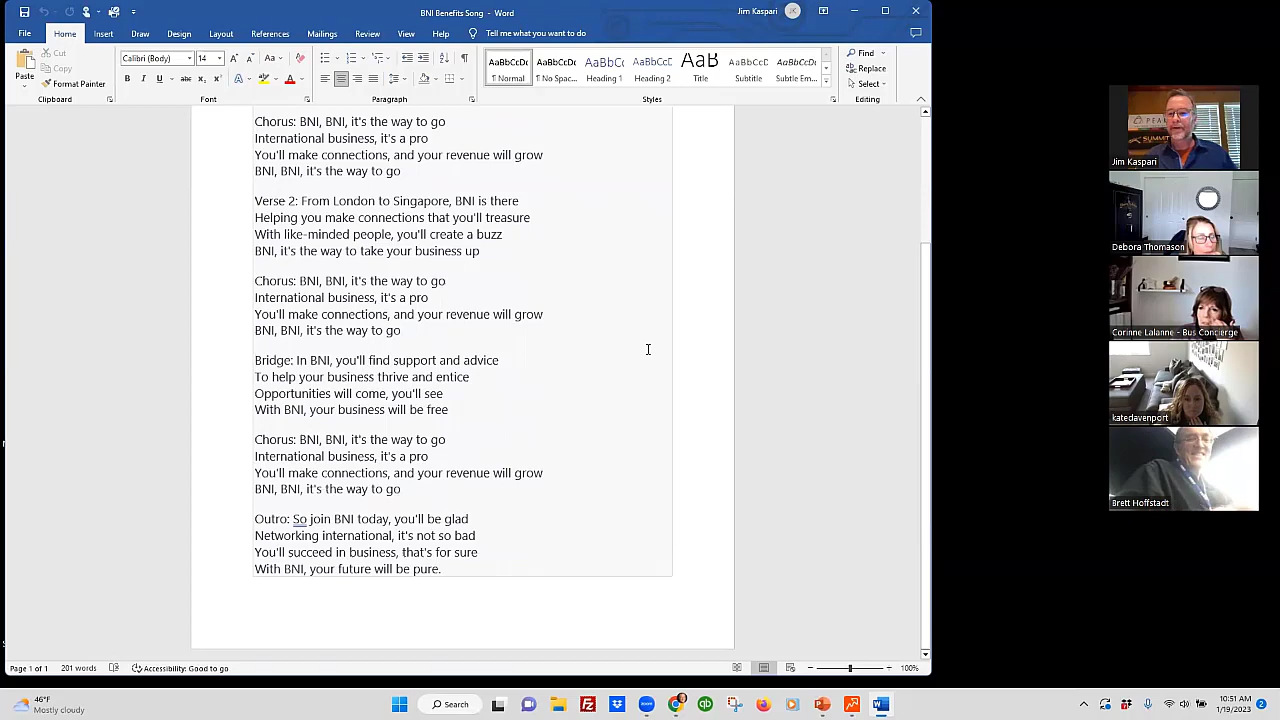 BNI Benefits Song - Word
Jim Kaspari
JK
File Home Insert Draw Design Layout References Mailings Review View Help Tell me what you want to do
Paste
Cut
Copy
Format Painter
Clipboard
Calibri (Body) 14
Font
Paragraph
AaBbCcDc AaBbCcDc AaBbCc AaBbCc AaB AaBbCc AaBbCcDc
¶ Normal ¶ No Spac... Heading 1 Heading 2 Title Subtitle Subtle Em...
Styles
Find
Replace
Select
Editing
Chorus: BNI, BNI, it's the way to go
International business, it's a pro
You'll make connections, and your revenue will grow
BNI, BNI, it's the way to go
Verse 2: From London to Singapore, BNI is there
Helping you make connections that you'll treasure
With like-minded people, you'll create a buzz
BNI, it's the way to take your business up
Chorus: BNI, BNI, it's the way to go
International business, it's a pro
You'll make connections, and your revenue will grow
BNI, BNI, it's the way to go
Bridge: In BNI, you'll find support and advice
To help your business thrive and entice
Opportunities will come, you'll see
With BNI, your business will be free
Chorus: BNI, BNI, it's the way to go
International business, it's a pro
You'll make connections, and your revenue will grow
BNI, BNI, it's the way to go
Outro: So join BNI today, you'll be glad
Networking international, it's not so bad
You'll succeed in business, that's for sure
With BNI, your future will be pure.
Page 1 of 1 201 words Accessibility: Good to go 100%
Jim Kaspari
Debora Thomason
Corinne Lalanne - Bus Concierge
katedavenport
Brett Hoffstadt
46°F
Mostly cloudy
Search
10:51 AM
1/19/2023